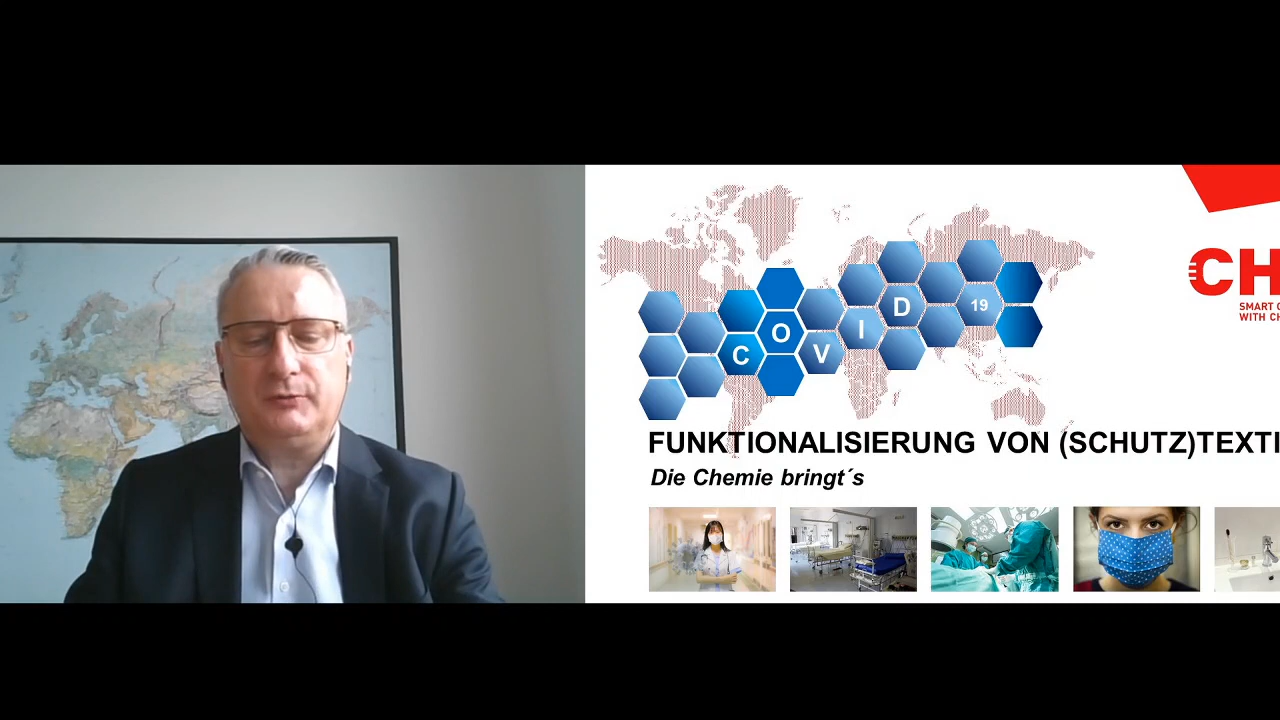 C O V I D 19
CH
SMART C
WITH CH
FUNKTIONALISIERUNG VON (SCHUTZ)TEXTI
Die Chemie bringt´s